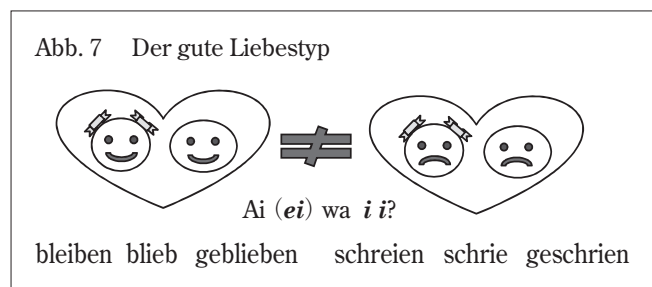 Abb. 7 Der gute Liebestyp
Ai (ei) wa i i?
bleiben blieb geblieben schreien schrie geschrien